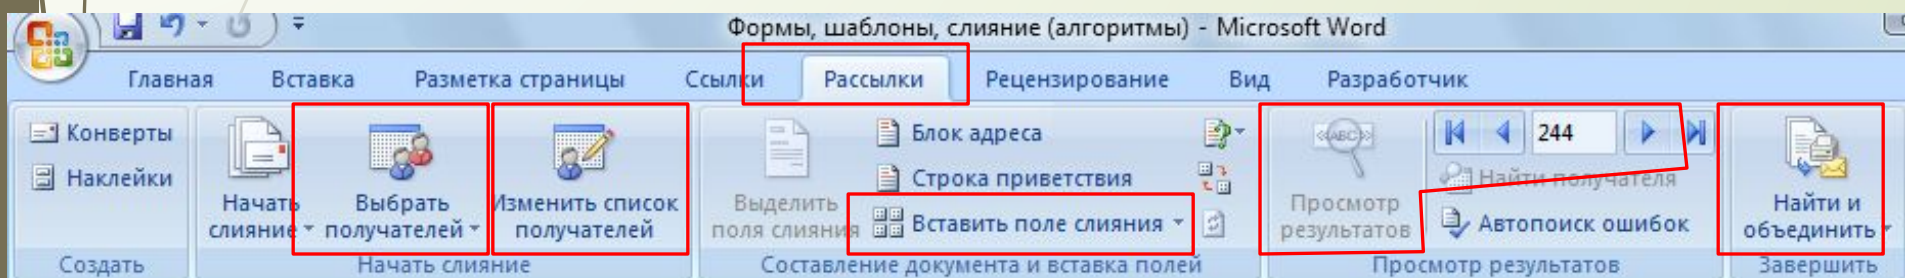 Формы, шаблоны, слияние (алгоритмы) - Microsoft Word
Главная Вставка Разметка страницы Ссылки Рассылки Рецензирование Вид Разработчик
Конверты
Наклейки
Создать
Начать
слияние
Выбрать
получателей
Изменить список
получателей
Начать слияние
Выделить
поля слияния
Блок адреса
Строка приветствия
Вставить поле слияния
Составление документа и вставка полей
«ABC»
Просмотр
результатов
244
Найти получателя
Автопоиск ошибок
Просмотр результатов
Найти и
объединить
Завершить